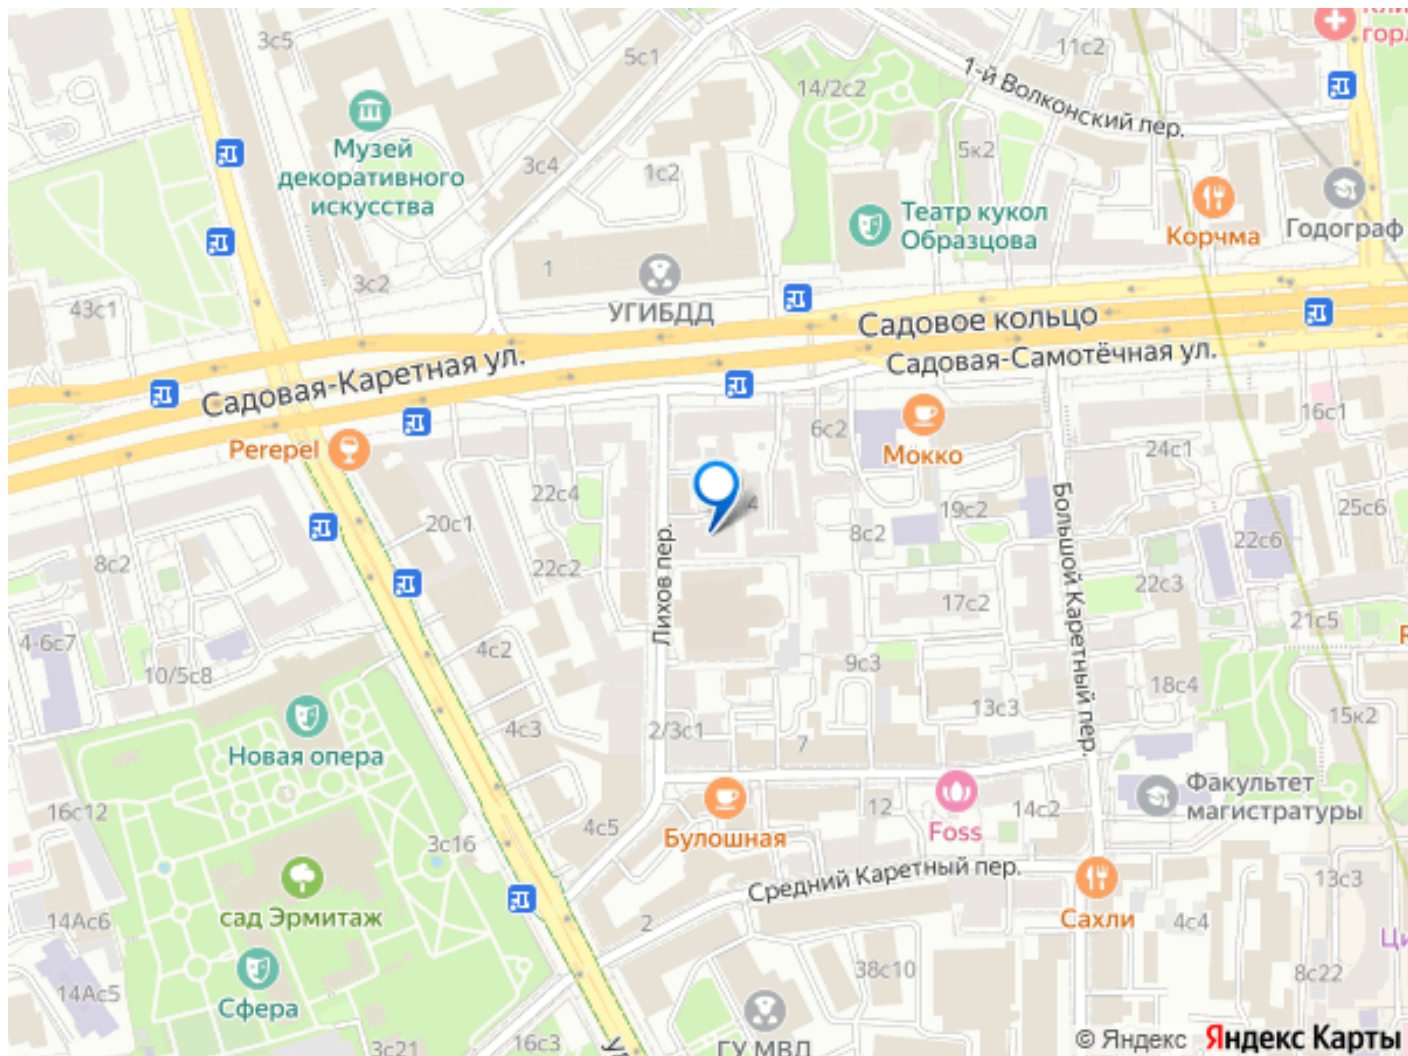 3с5
5с1
11с2
1-й Волконский пер.
14/2с2
Музей
декоративного
искусства
3с4
1с2
5к2
Театр кукол
Образцова
Корчма
Годограф
1
3с2
УГИБДД
43с1
Садовое кольцо
Садовая-Самотёчная ул.
Садовая-Каретная ул.
Perepel
6с2
Мокко
16с1
24с1
22с4
20с1
19с2
25с6
8с2
8с2
22с6
22с2
Лихов пер.
Большой Каретный пер.
17с2
22с3
21с5
4-6с7
10/5с8
4с2
9с3
18с4
Новая опера
4с3
2/3с1
7
13с3
15к2
16с12
3с16
4с5
Булошная
12
Foss
14с2
Факультет
магистратуры
сад Эрмитаж
14Ас6
2
Средний Каретный пер.
Сахли
4с4
13с3
14Ас5
Сфера
38с10
8с22
3с21
16с3
ГУ МВД
© Яндекс Яндекс Карты